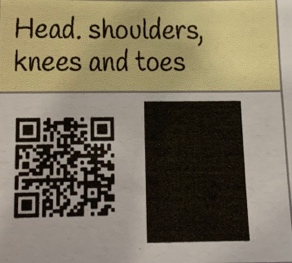 Head. shoulders,
knees and toes